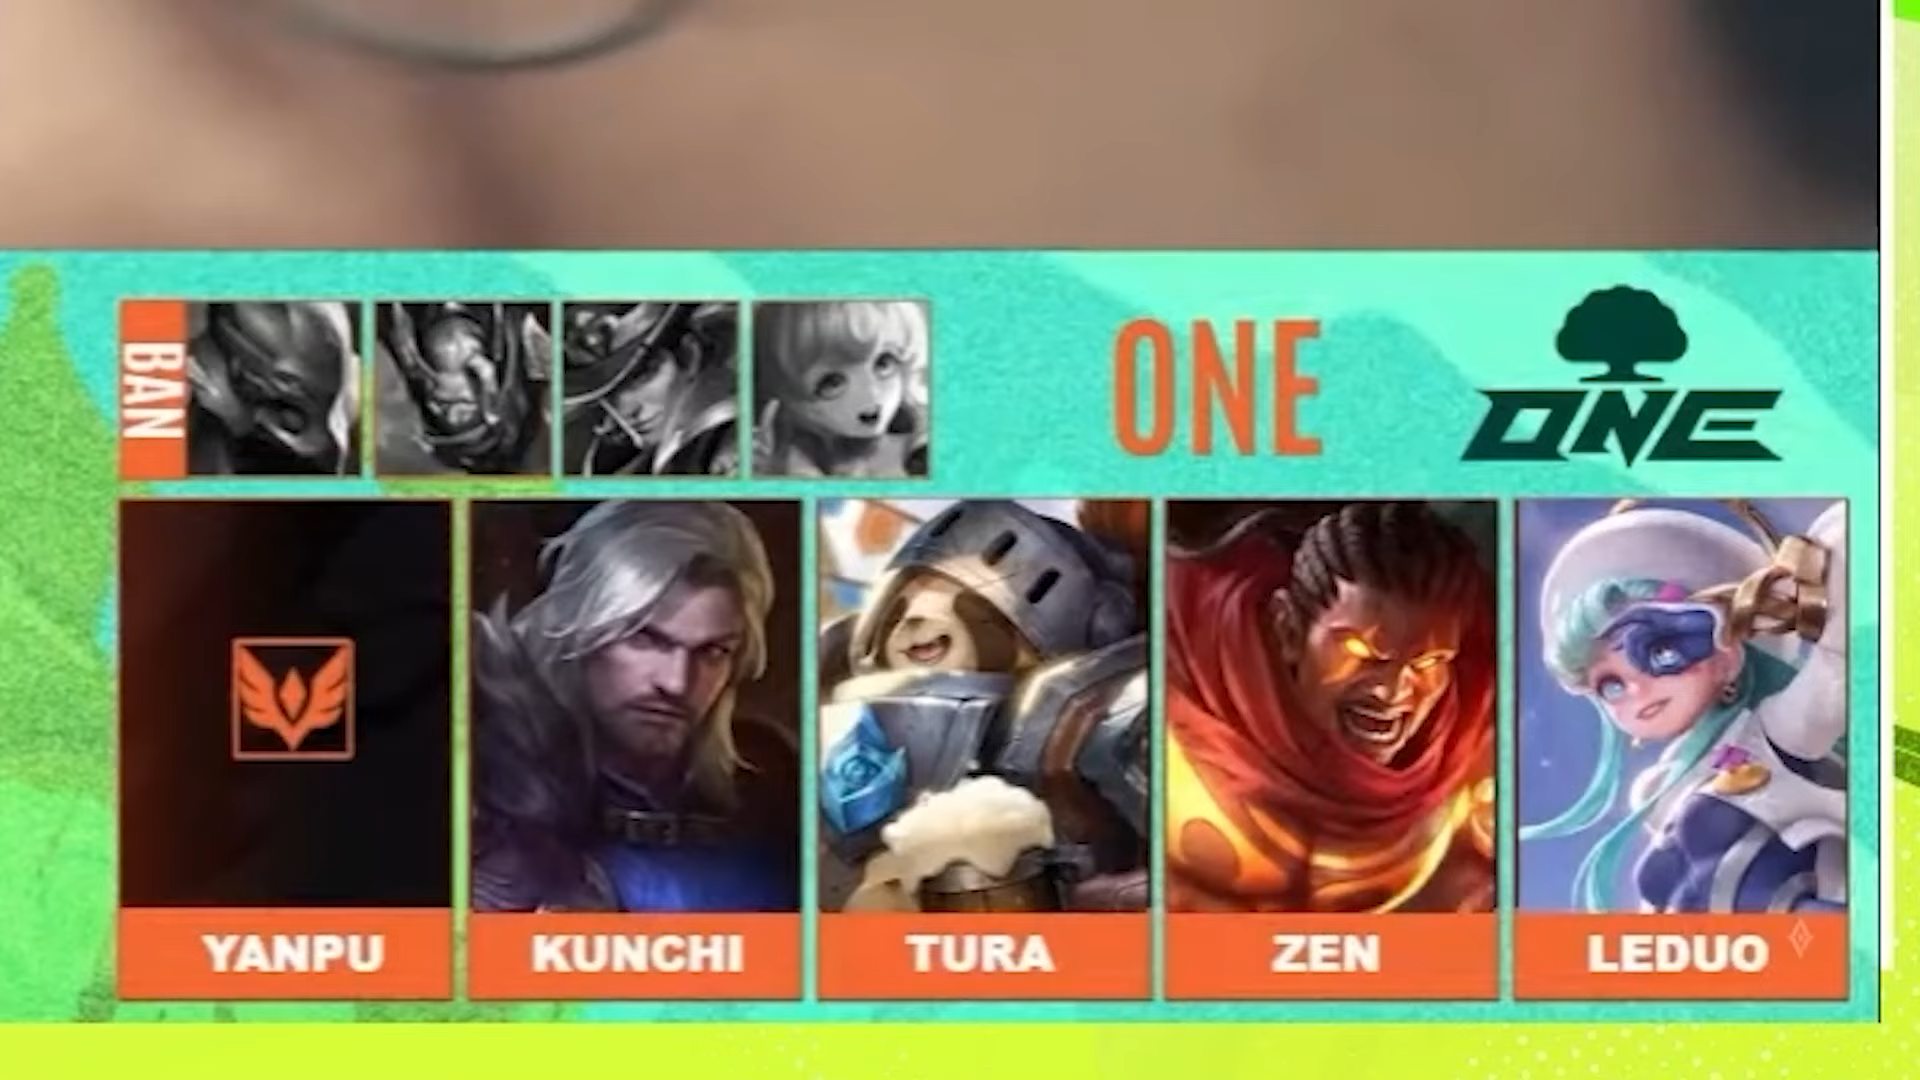 BAN
ONE
ONE
YANPU
KUNCHI
TURA
ZEN
LEDUO